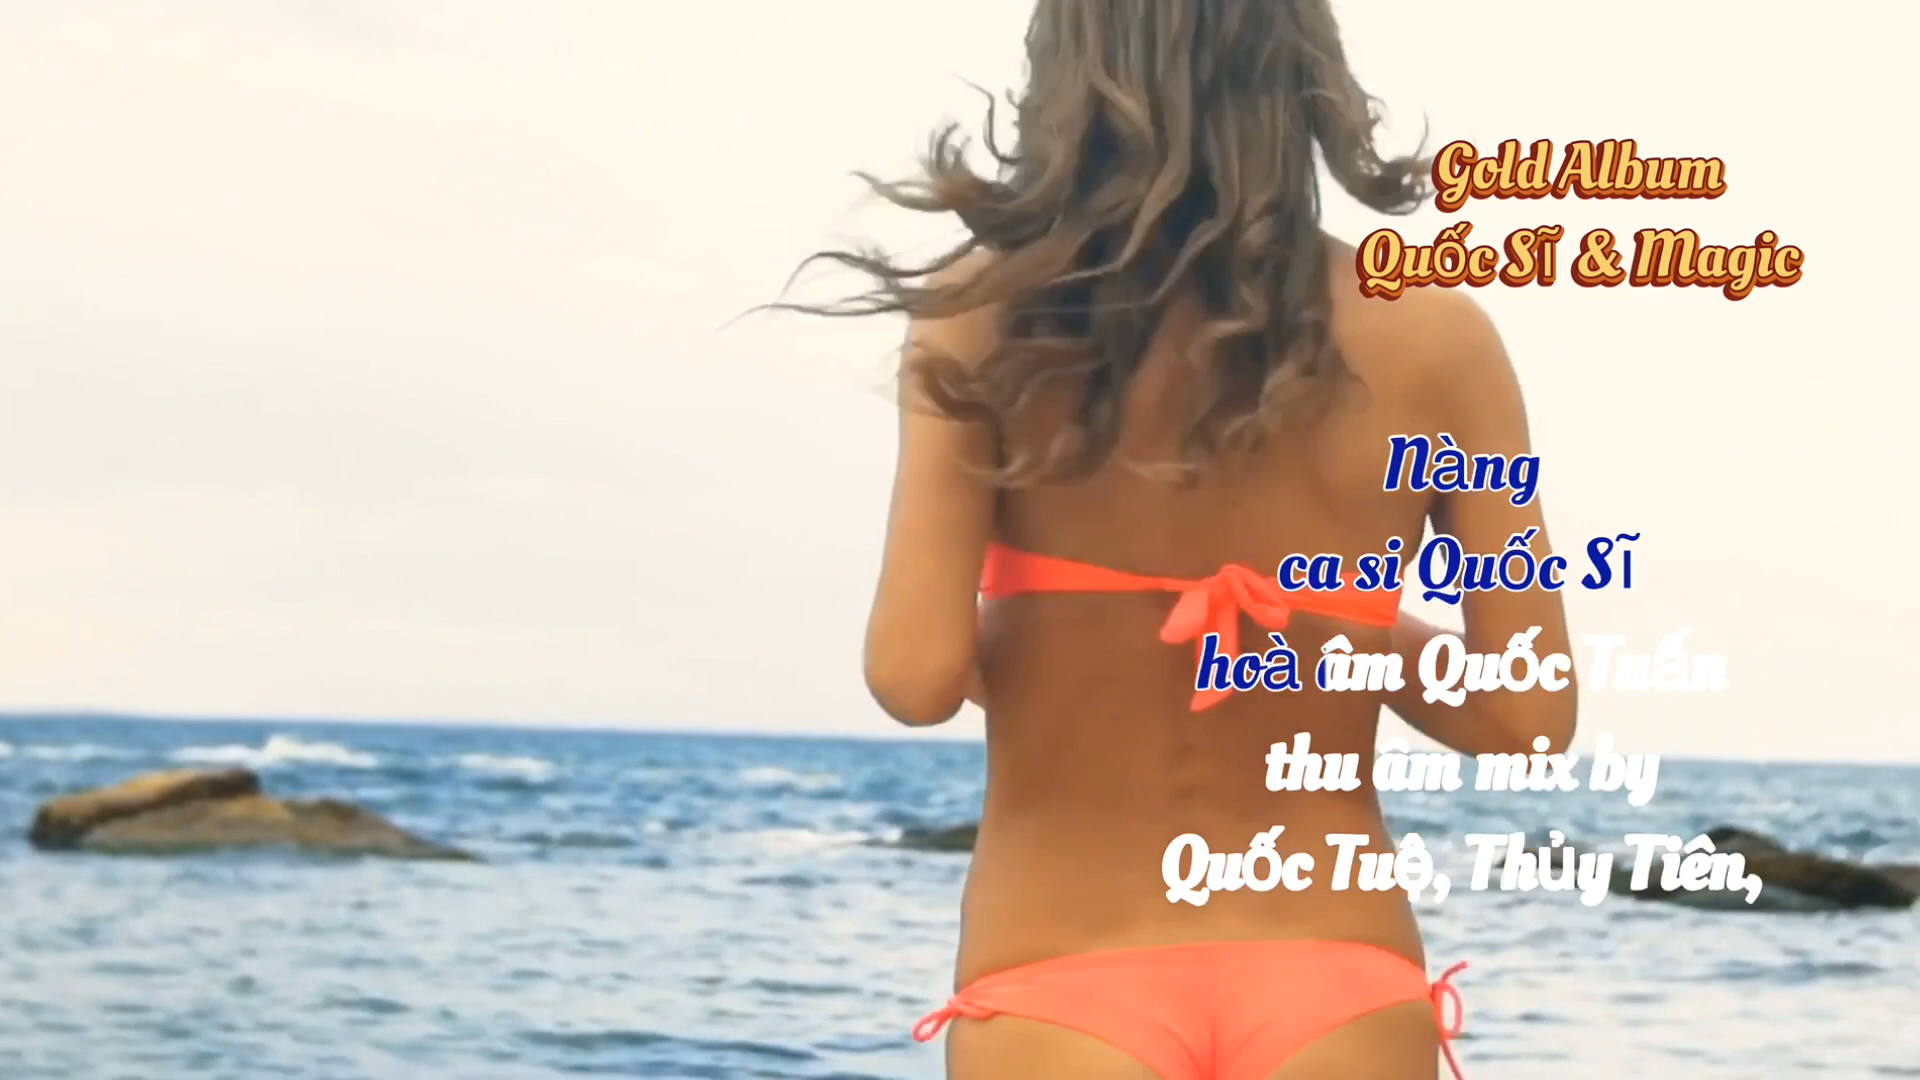 Gold Album
Quốc Sĩ & Magic
Nàng
ca si Quốc Sĩ
hoà âm Quốc Tuấn
thu âm mix by
Quốc Tuệ, Thủy Tiên,